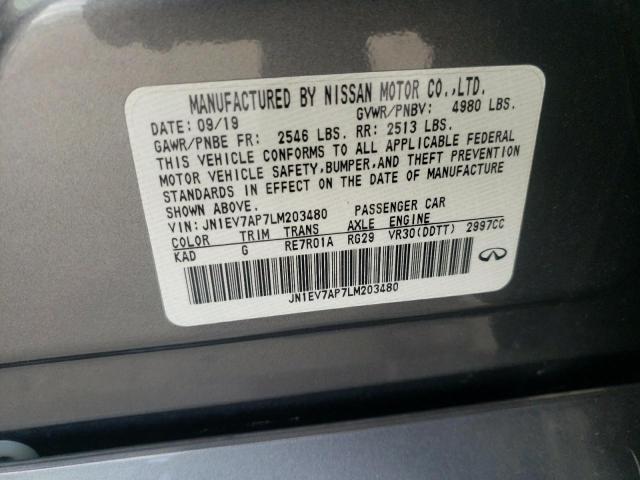 MANUFACTURED BY NISSAN MOTOR CO.,LTD.
DATE: 09/19 GVWR/PNBV: 4980 LBS.
GAWR/PNBE FR: 2546 LBS. RR: 2513 LBS.
THIS VEHICLE CONFORMS TO ALL APPLICABLE FEDERAL
MOTOR VEHICLE SAFETY,BUMPER,AND THEFT PREVENTION
STANDARDS IN EFFECT ON THE DATE OF MANUFACTURE
SHOWN ABOVE.
VIN: JN1EV7AP7LM203480 PASSENGER CAR
COLOR TRIM TRANS AXLE ENGINE
KAD G RE7R01A RG29 VR30(DDTT) 2997CC
JN1EV7AP7LM203480